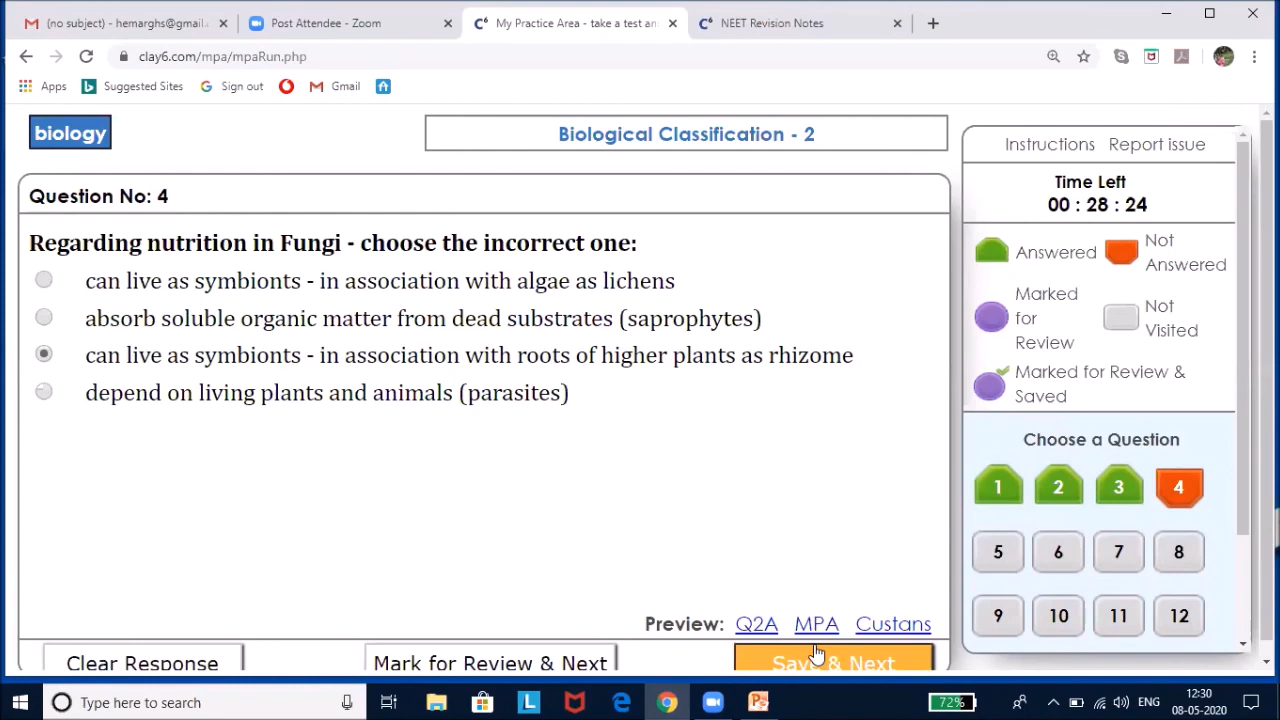 (no subject) - hemarghs@gmail.
Post Attendee - Zoom
My Practice Area - take a test an
NEET Revision Notes
clay6.com/mpa/mpaRun.php
Apps
Suggested Sites
Sign out
Gmail
biology
Biological Classification - 2
Instructions Report issue
Time Left
00 : 28 : 24
Question No: 4
Regarding nutrition in Fungi - choose the incorrect one:
can live as symbionts - in association with algae as lichens
absorb soluble organic matter from dead substrates (saprophytes)
can live as symbionts - in association with roots of higher plants as rhizome
depend on living plants and animals (parasites)
Answered
Not
Answered
Marked
for
Review
Not
Visited
Marked for Review &
Saved
Choose a Question
1 2 3 4
5 6 7 8
9 10 11 12
Preview: Q2A MPA Custans
Clear Response
Mark for Review & Next
Save & Next
Type here to search
72%
ENG
12:30
08-05-2020